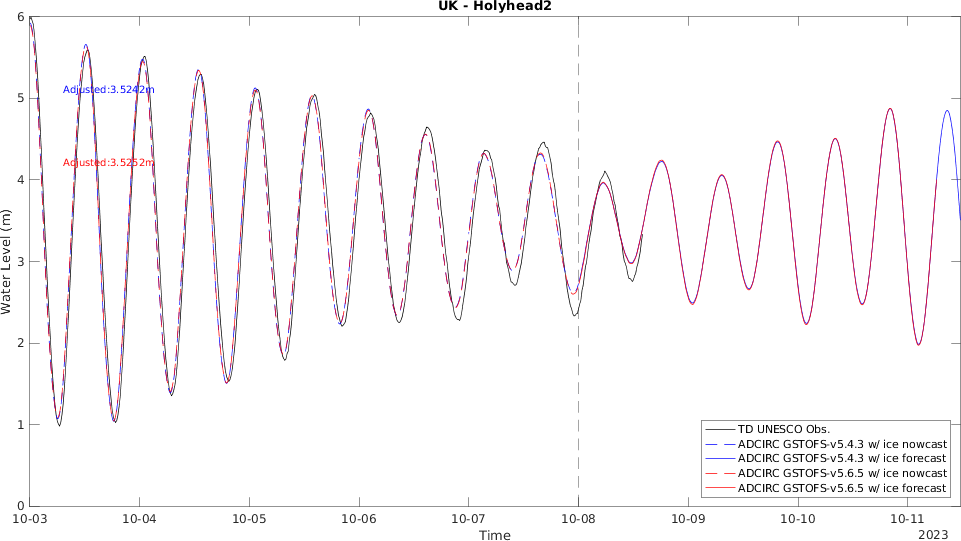 UK - Holyhead2
6
5
4
3
2
1
0
Water Level (m)
Adjusted:3.5242m
Adjusted:3.5252m
TD UNESCO Obs.
ADCIRC GSTOFS-v5.4.3 w/ ice nowcast
ADCIRC GSTOFS-v5.4.3 w/ ice forecast
ADCIRC GSTOFS-v5.6.5 w/ ice nowcast
ADCIRC GSTOFS-v5.6.5 w/ ice forecast
10-03 10-04 10-05 10-06 10-07 10-08 10-09 10-10 10-11
Time
2023